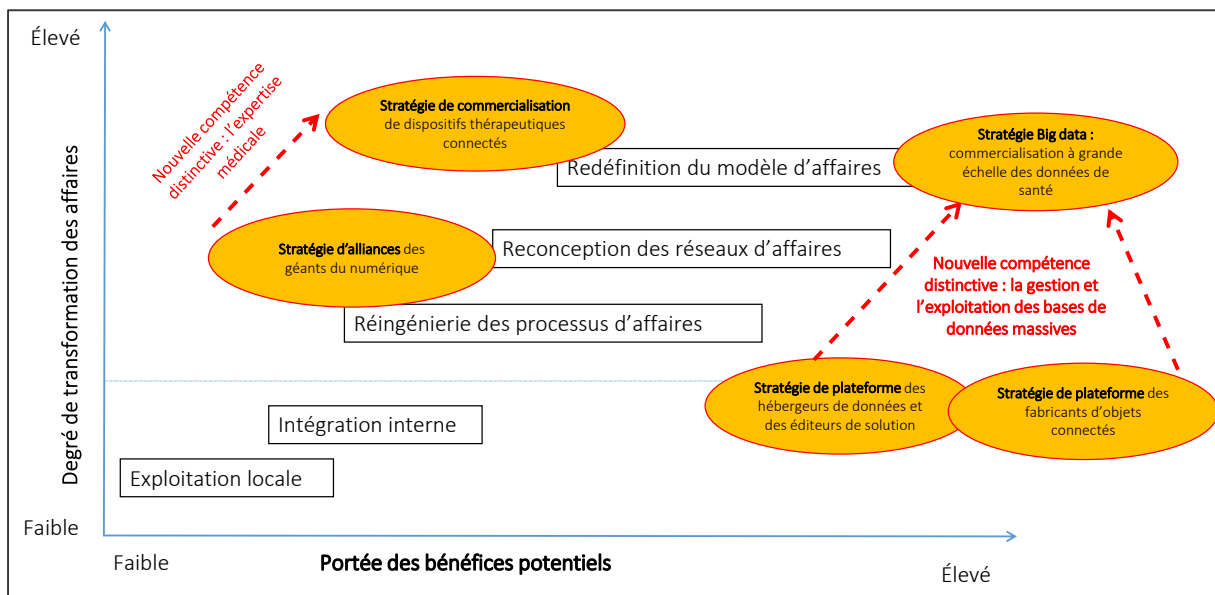 Élevé
Degré de transformation des affaires
Faible
Nouvelle compétence
distinctive : l'expertise
médicale
Stratégie de commercialisation
de dispositifs thérapeutiques
connectés
Stratégie Big data :
commercialisation à grande
échelle des données de
santé
Redéfinition du modèle d'affaires
Stratégie d'alliances des
géants du numérique
Reconception des réseaux d'affaires
Nouvelle compétence
distinctive : la gestion et
l'exploitation des bases de
données massives
Réingénierie des processus d'affaires
Stratégie de plateforme des
hébergeurs de données et
des éditeurs de solution
Stratégie de plateforme des
fabricants d'objets
connectés
Intégration interne
Exploitation locale
Faible
Portée des bénéfices potentiels
Élevé